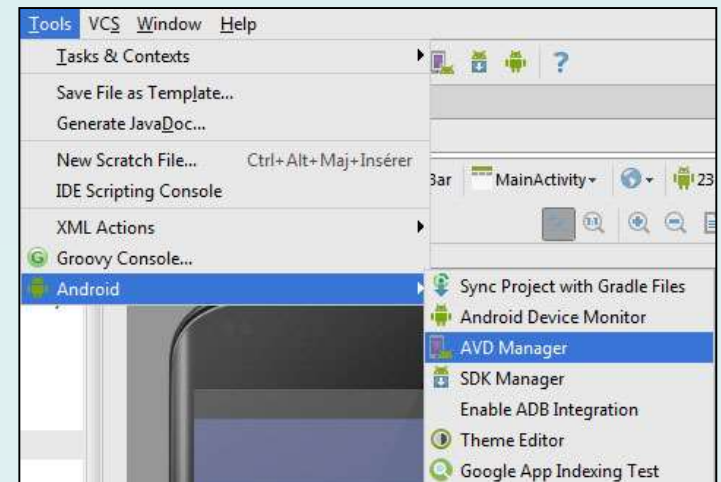 Tools VCS Window Help
Tasks & Contexts
?
Save File as Template...
Generate JavaDoc...
New Scratch File... Ctrl+Alt+Maj+Insérer
IDE Scripting Console
MainActivity
23
XML Actions
1:1
Groovy Console...
G
Android
Sync Project with Gradle Files
Android Device Monitor
AVD Manager
SDK Manager
Enable ADB Integration
Theme Editor
Google App Indexing Test